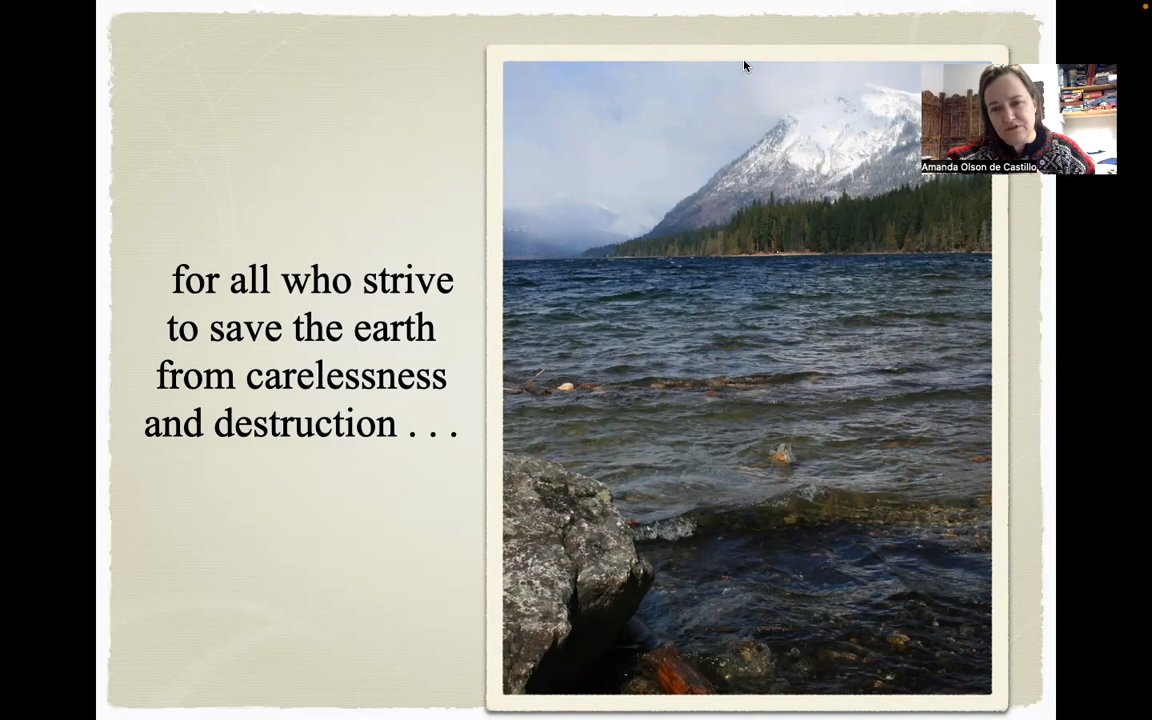 for all who strive
to save the earth
from carelessness
and destruction . . .
Amanda Olson de Castillo